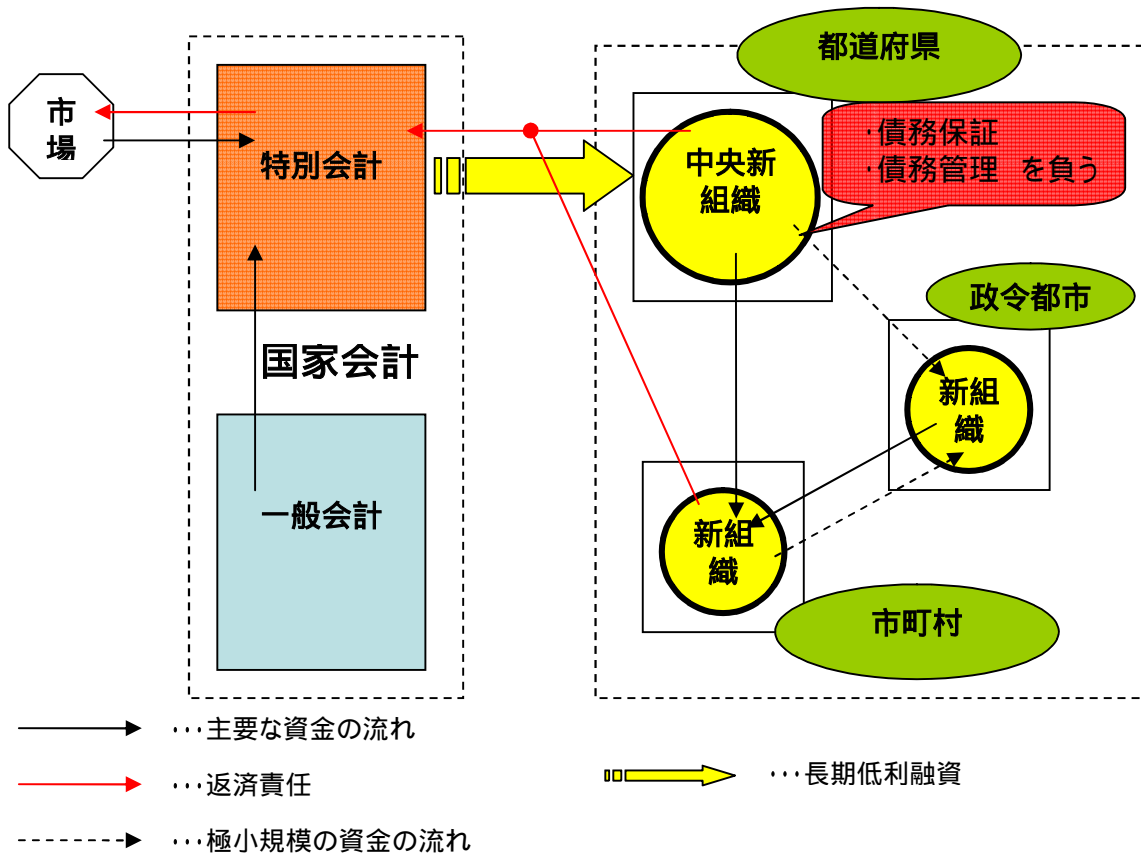 都道府県
市
場
・債務保証
・債務管理 を負う
特別会計
中央新
組織
政令都市
国家会計
新組
織
一般会計
新組
織
市町村
･･･主要な資金の流れ
･･･返済責任
･･･長期低利融資
･･･極小規模の資金の流れ